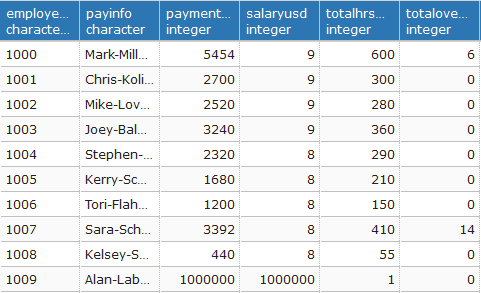 employe... payinfo payment... salaryusd totalhrs... totalove...
characte... character integer integer integer integer
1000 Mark-Mill... 5454 9 600 6
1001 Chris-Koli... 2700 9 300 0
1002 Mike-Lov... 2520 9 280 0
1003 Joey-Bal... 3240 9 360 0
1004 Stephen-... 2320 8 290 0
1005 Kerry-Sc... 1680 8 210 0
1006 Tori-Flah... 1200 8 150 0
1007 Sara-Sch... 3392 8 410 14
1008 Kelsey-S... 440 8 55 0
1009 Alan-Lab... 1000000 1000000 1 0